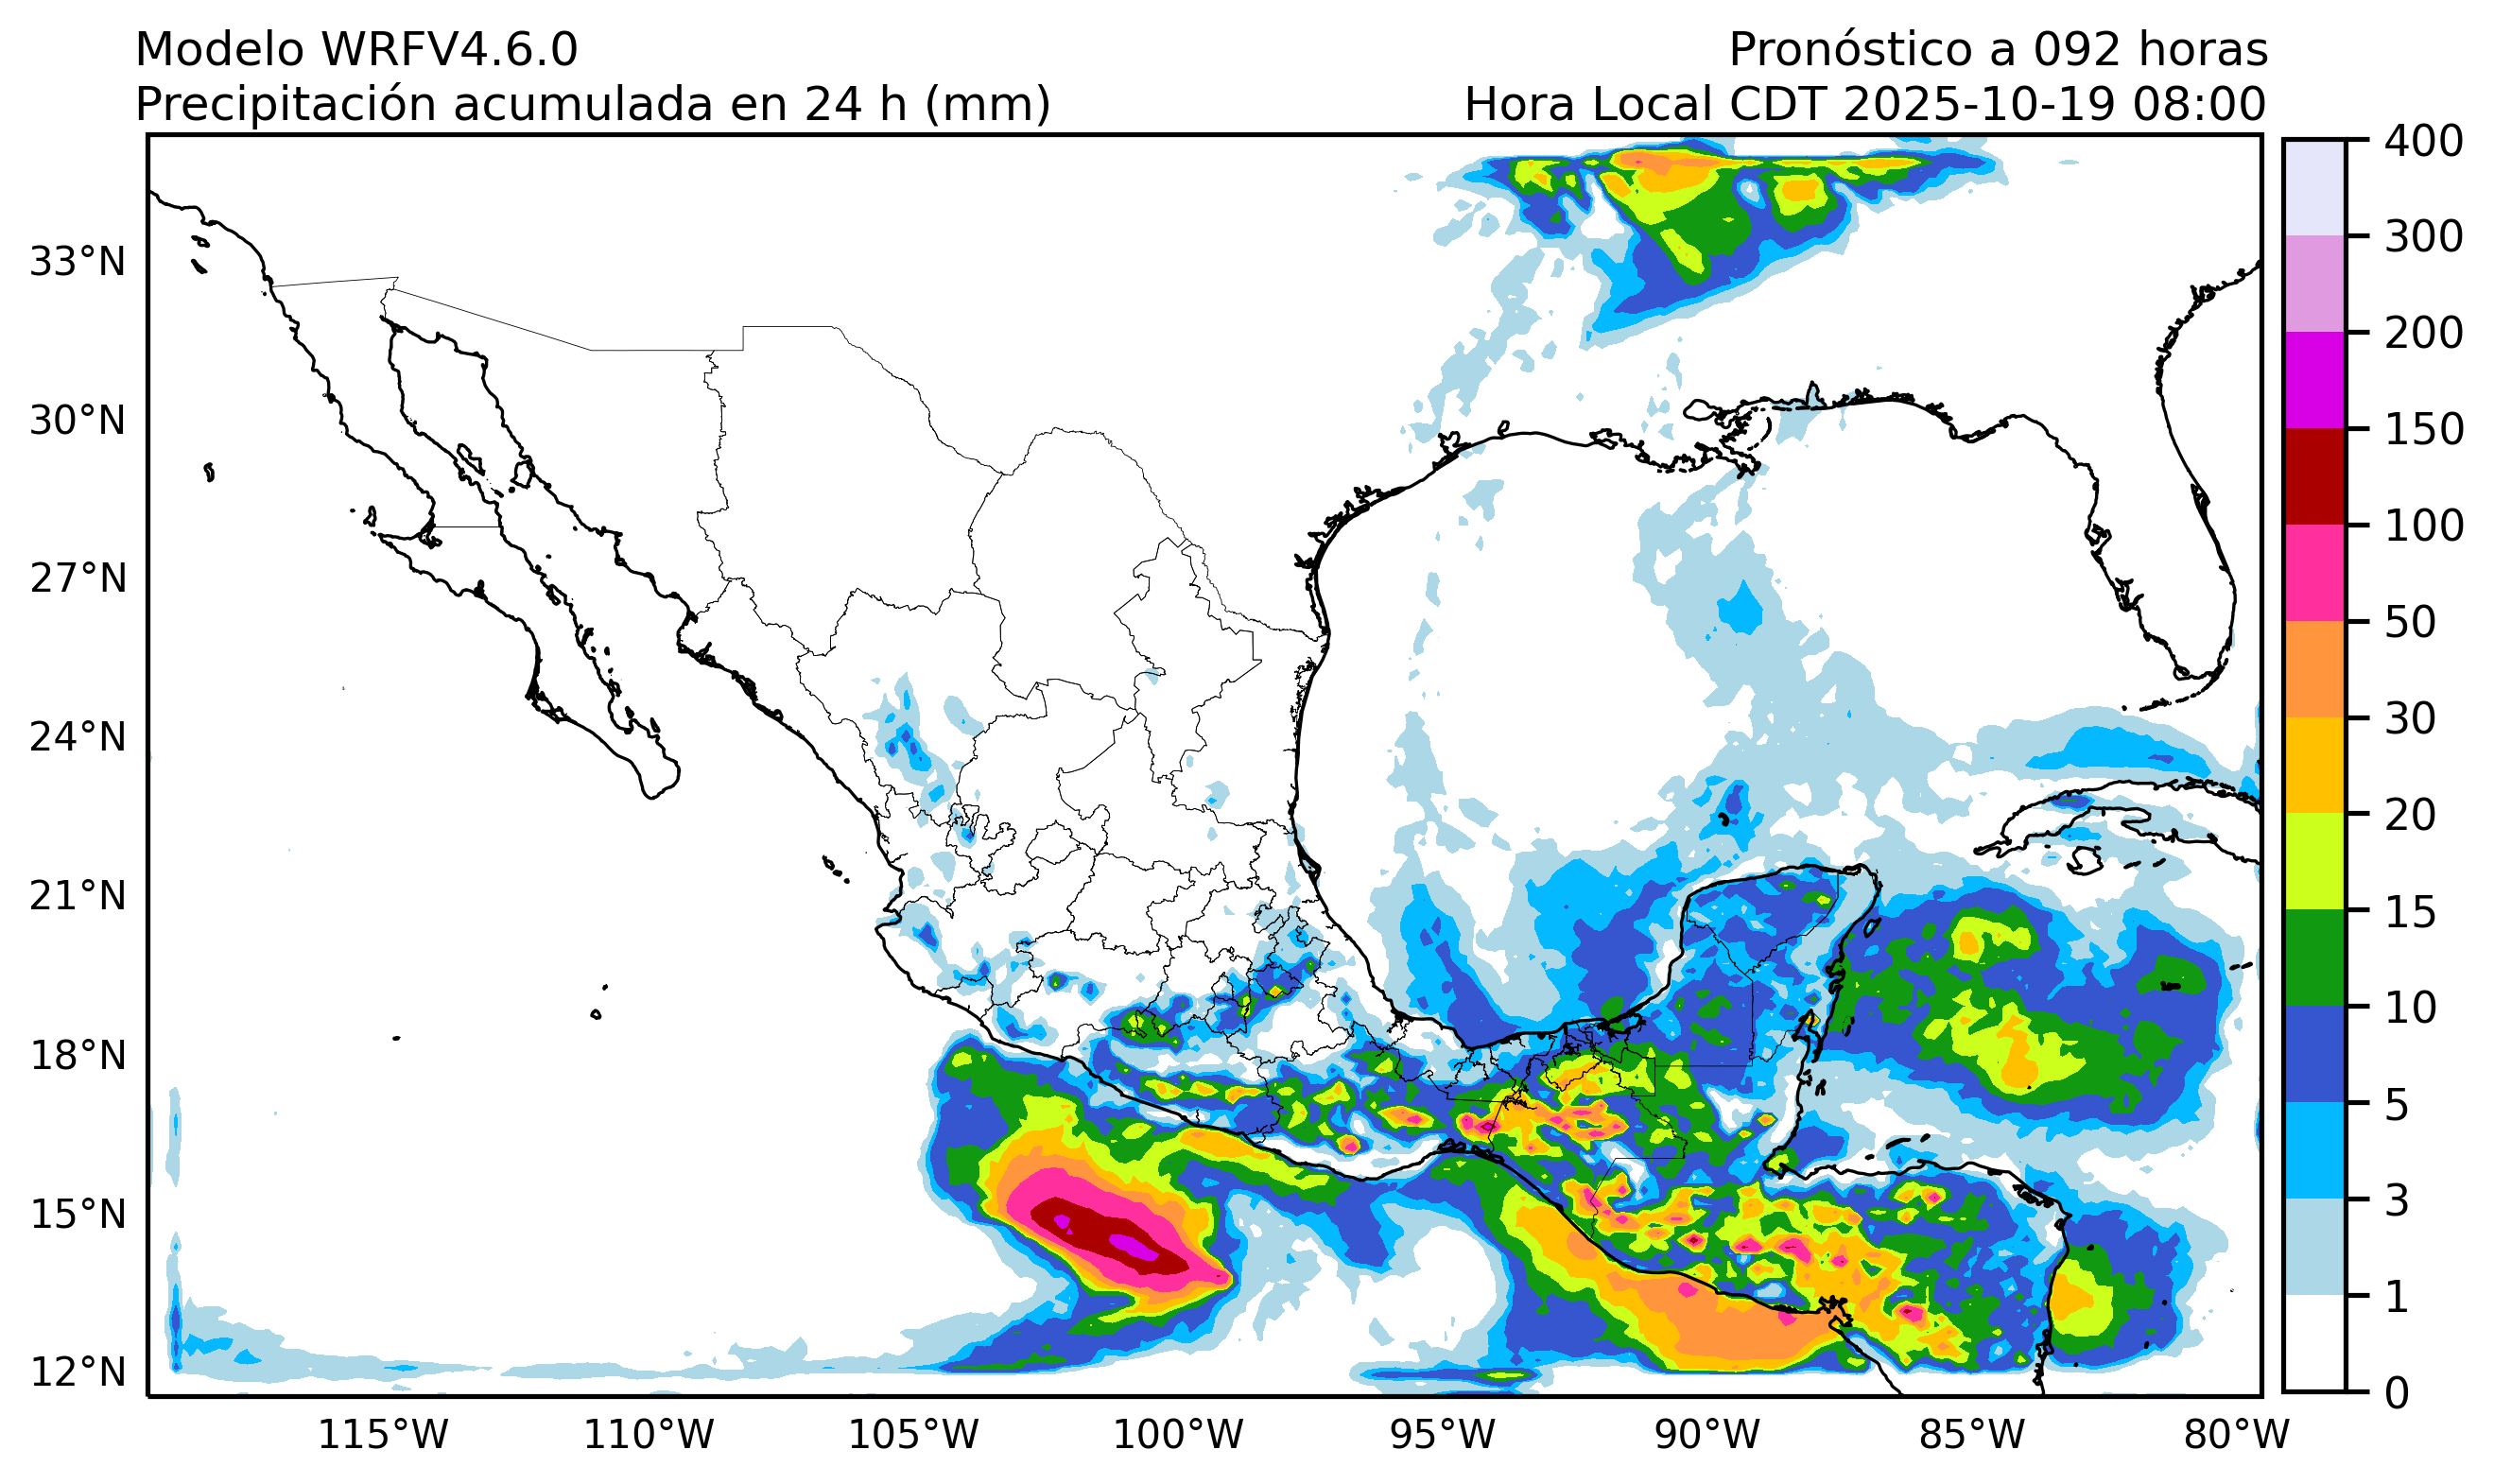 Modelo WRFV4.6.0
Pronóstico a 092 horas
Precipitación acumulada en 24 h (mm)
Hora Local CDT 2025-10-19 08:00
33°N
30°N
27°N
24°N
21°N
18°N
15°N
12°N
115°W
110°W
105°W
100°W
95°W
90°W
85°W
80°W
400
300
200
150
100
50
30
20
15
10
5
3
1
0